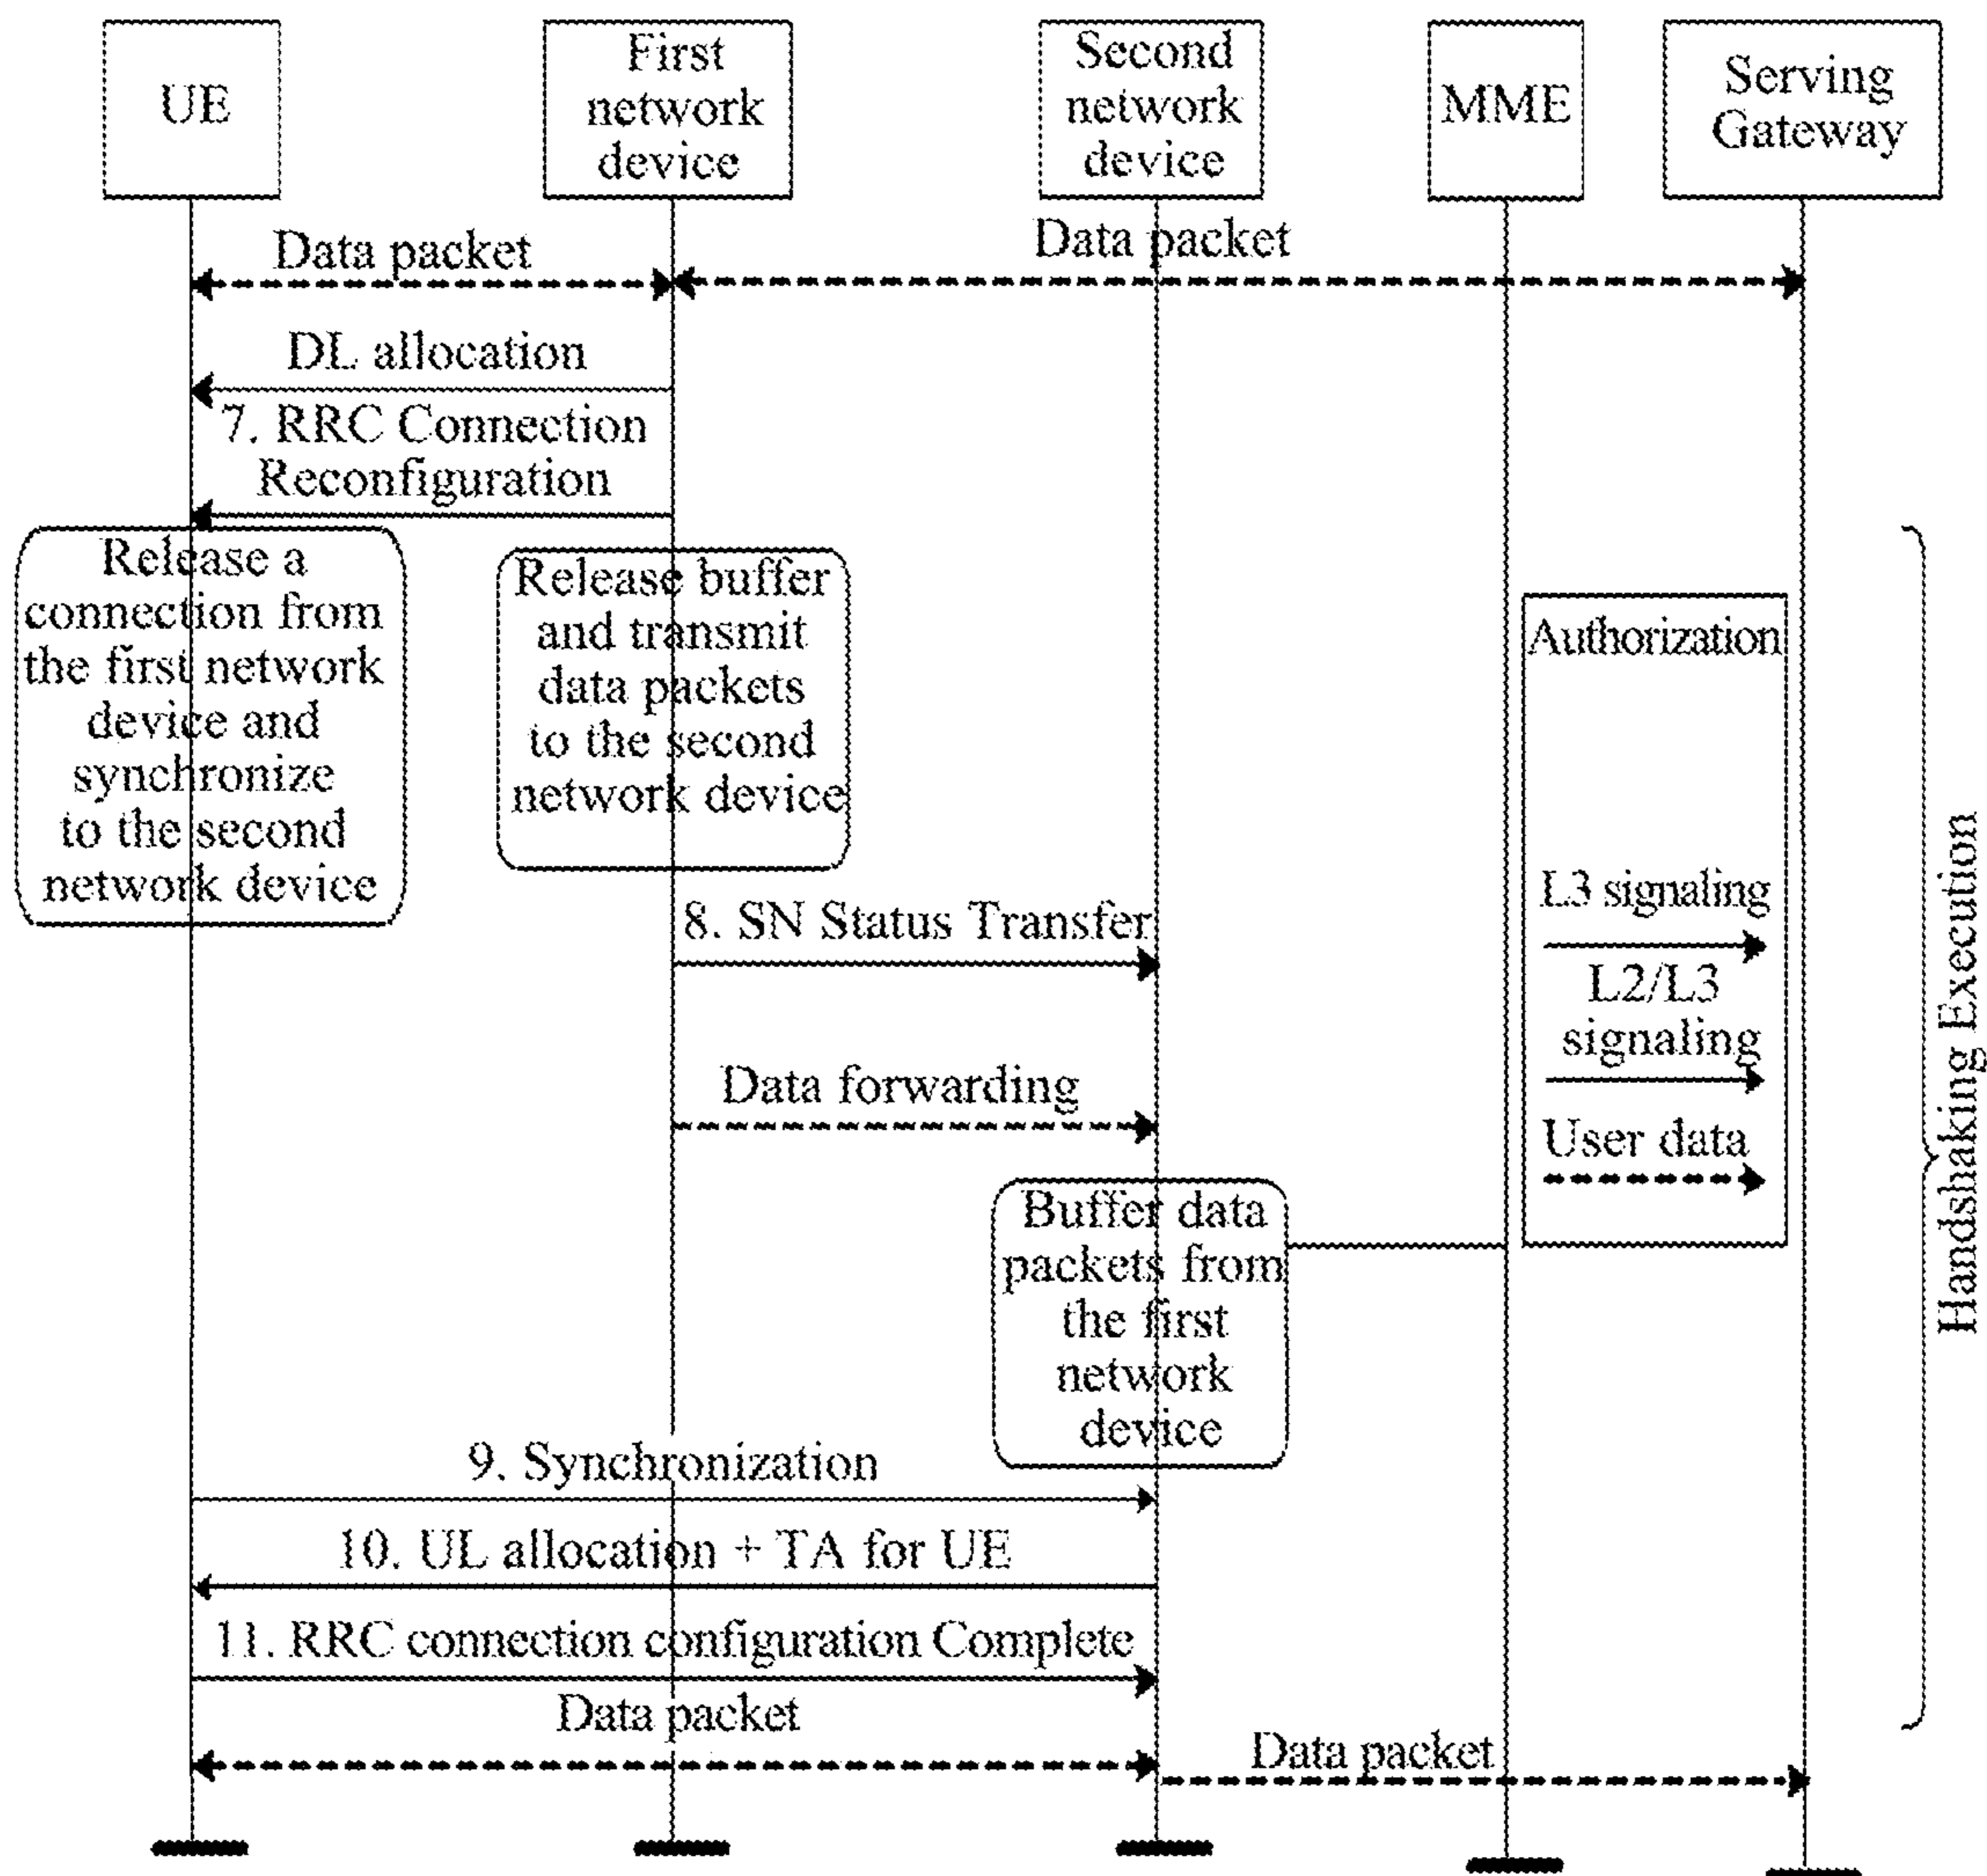 UE
First
network
device
Second
network
device
MME
Serving
Gateway
Data packet
Data packet
DL allocation
7. RRC Connection
Reconfiguration
Release a
connection from
the first network
device and
synchronize
to the second
network device
Release buffer
and transmit
data packets
to the second
network device
Authorization
L3 signaling
L2/L3
signaling
User data
8. SN Status Transfer
Data forwarding
Buffer data
packets from
the first
network
device
Handshaking Execution
9. Synchronization
10. UL allocation + TA for UE
11. RRC connection configuration Complete
Data packet
Data packet